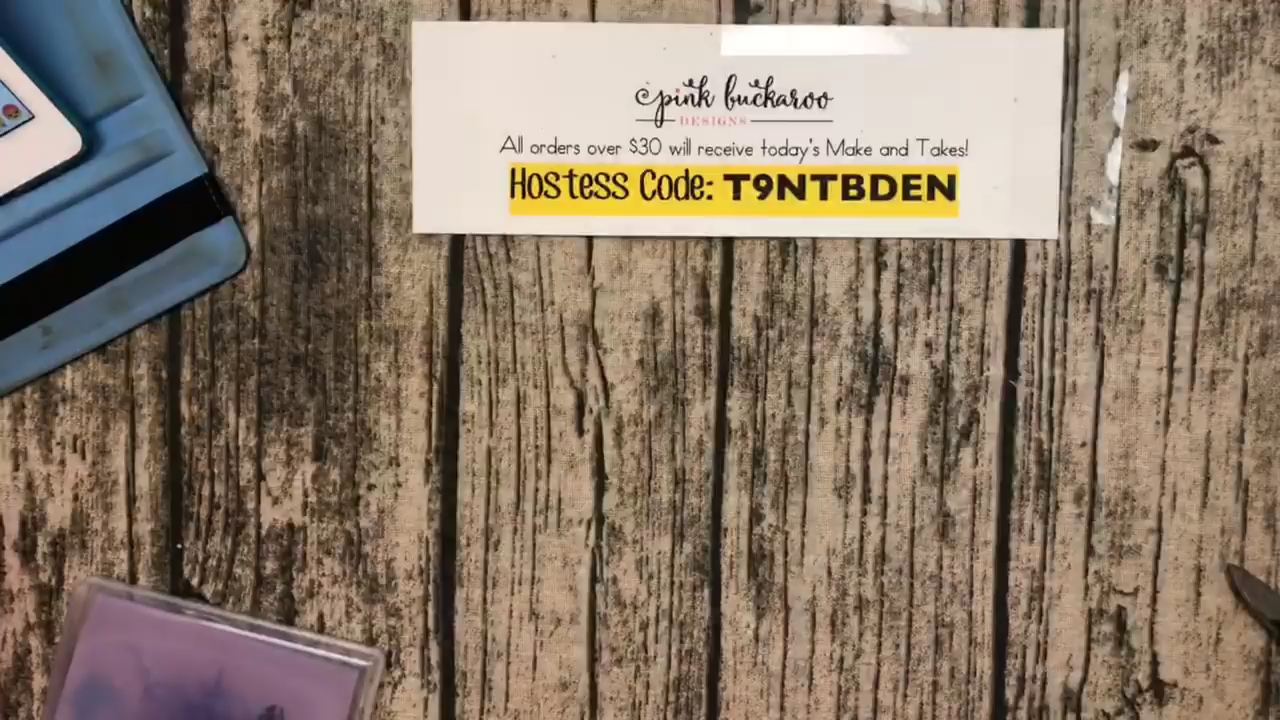 pink buckaroo
DESIGNS
All orders over $30 will receive today's Make and Takes!
Hostess Code: T9NTBDEN